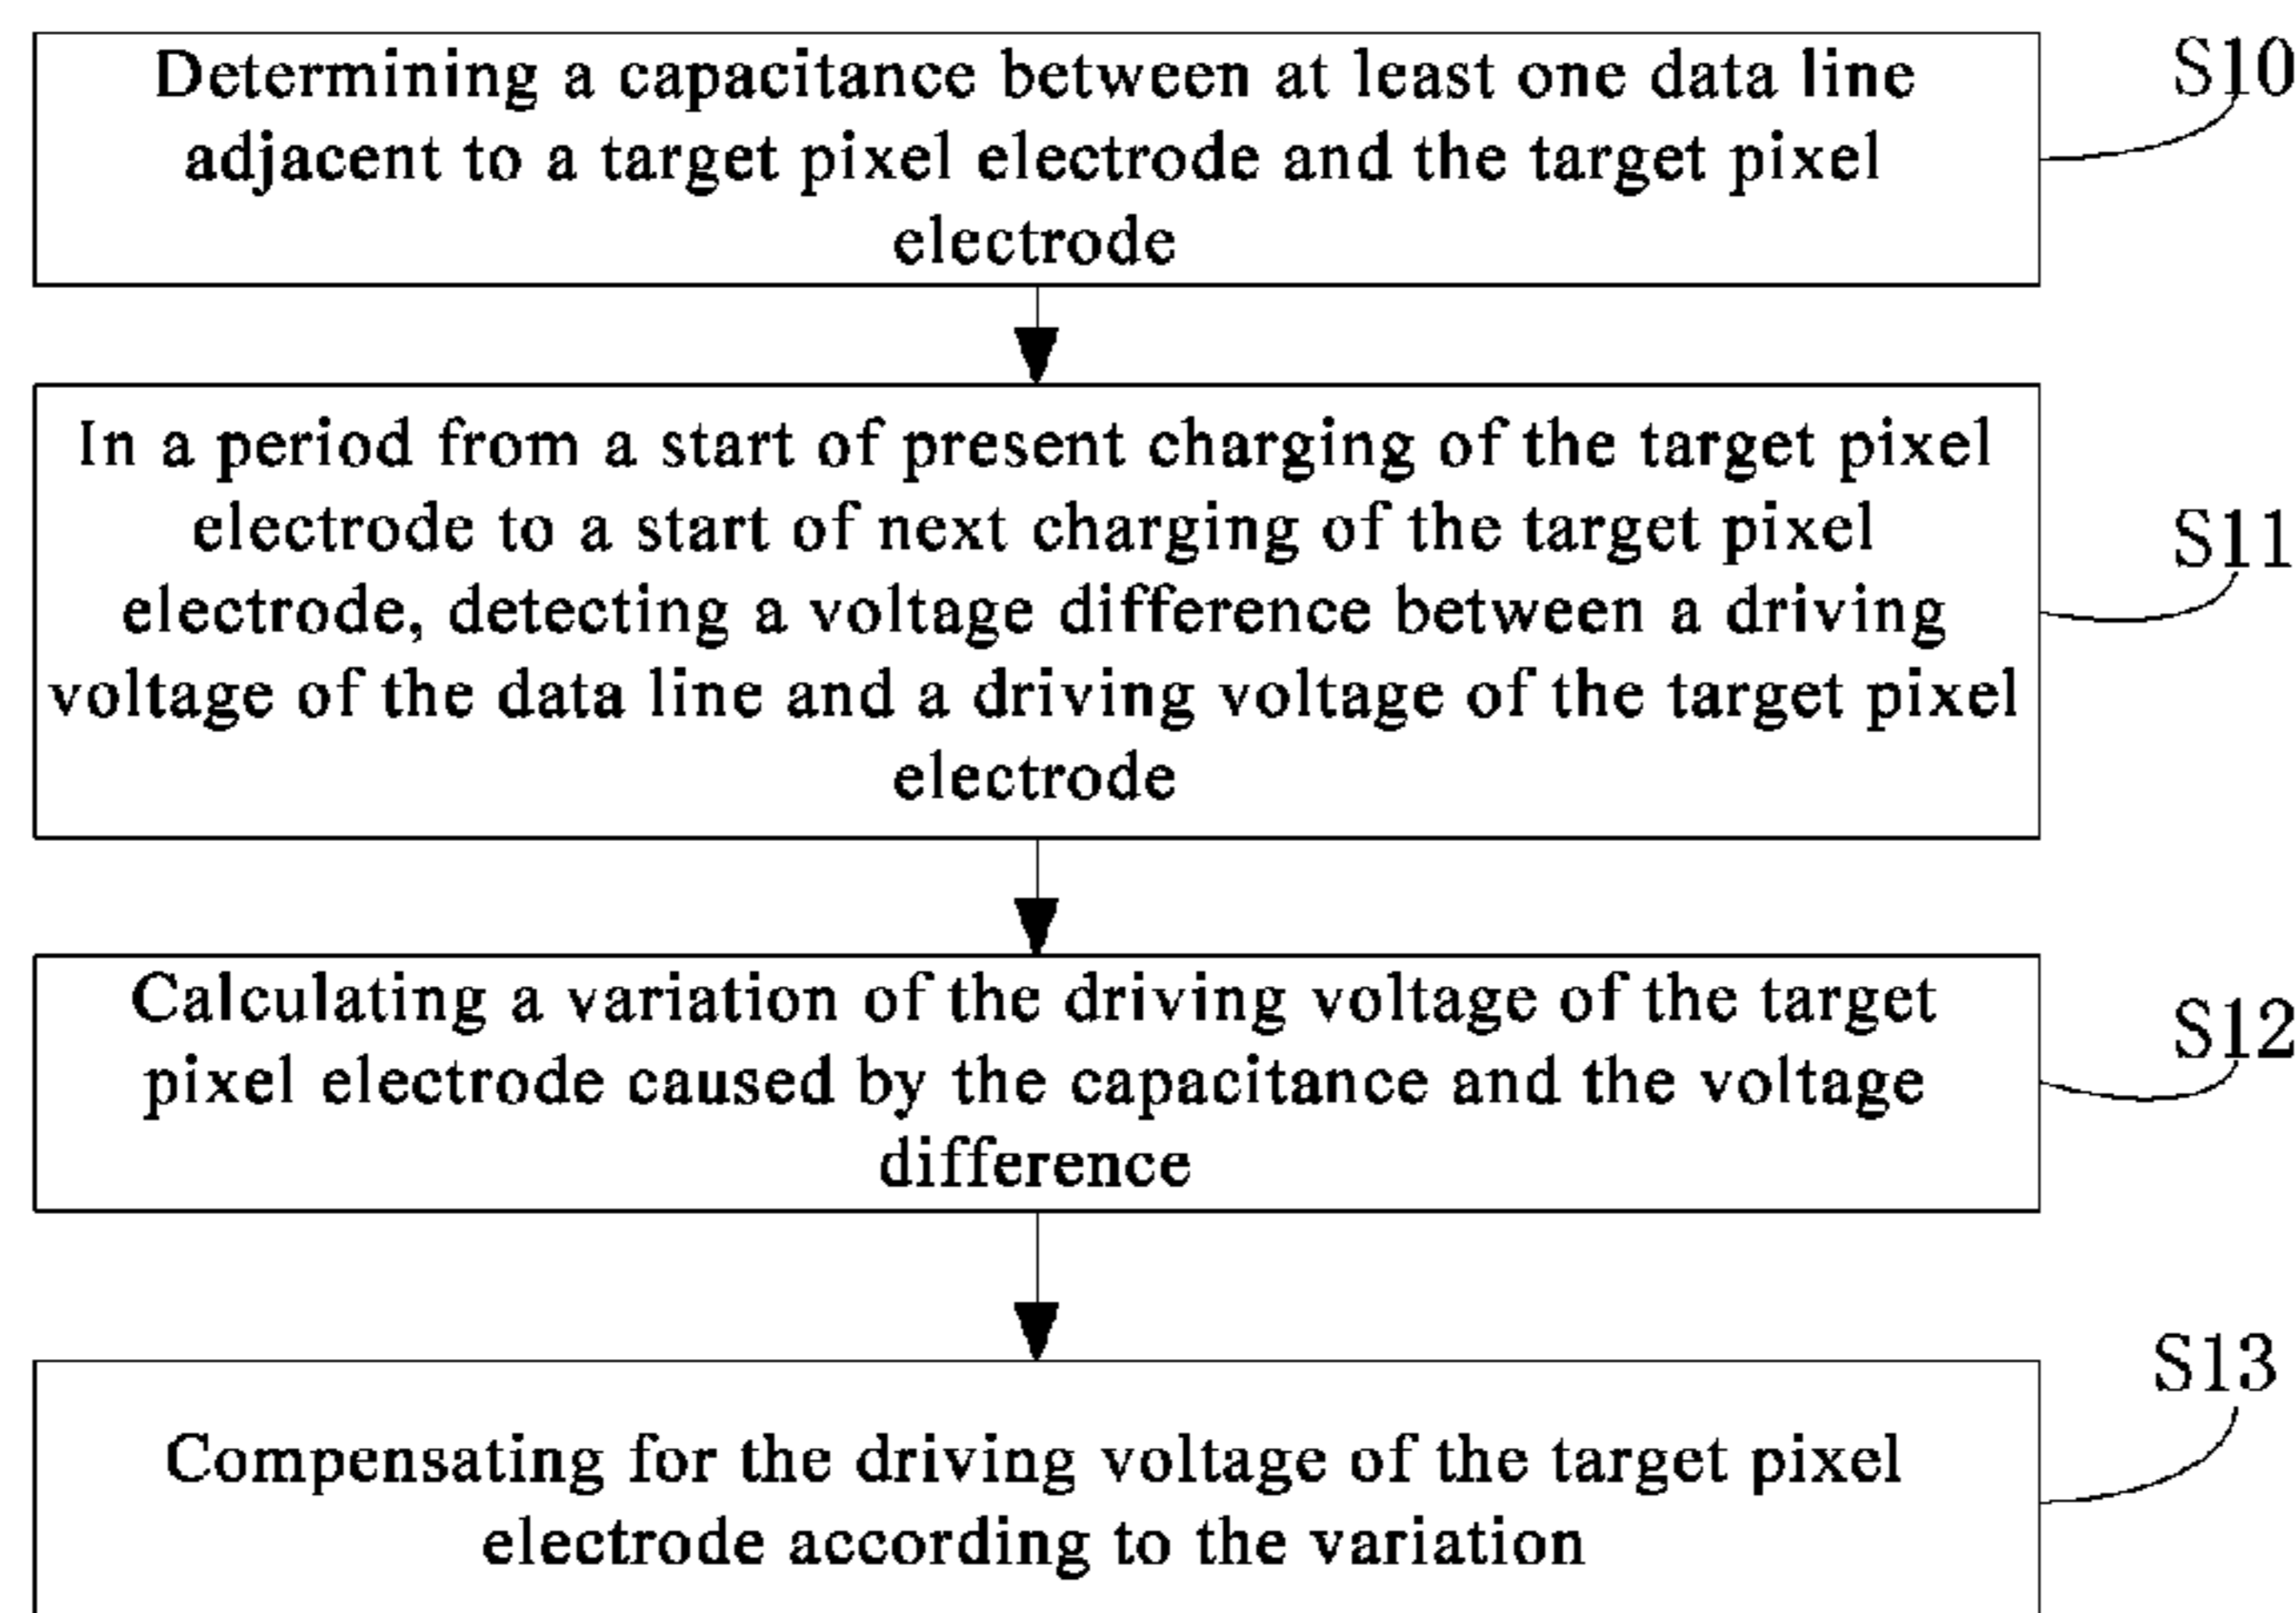 Determining a capacitance between at least one data line
adjacent to a target pixel electrode and the target pixel
electrode
S10
In a period from a start of present charging of the target pixel
electrode to a start of next charging of the target pixel
electrode, detecting a voltage difference between a driving
voltage of the data line and a driving voltage of the target pixel
electrode
S11
Calculating a variation of the driving voltage of the target
pixel electrode caused by the capacitance and the voltage
difference
S12
Compensating for the driving voltage of the target pixel
electrode according to the variation
S13